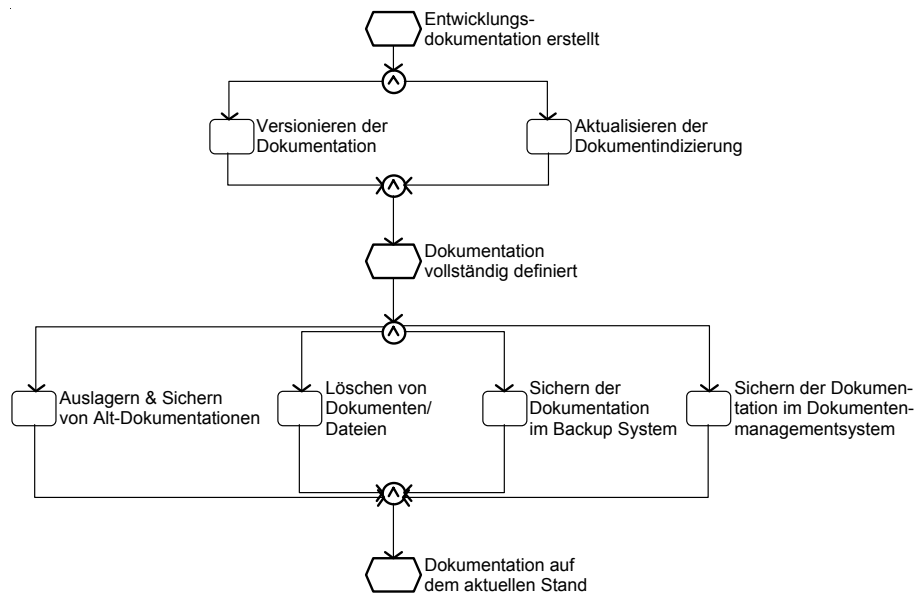 Entwicklungs-
dokumentation erstellt
Versionieren der
Dokumentation
Aktualisieren der
Dokumentindizierung
Dokumentation
vollständig definiert
Auslagern & Sichern
von Alt-Dokumentationen
Löschen von
Dokumenten/
Dateien
Sichern der
Dokumentation
im Backup System
Sichern der Dokumen-
tation im Dokumenten-
managementsystem
Dokumentation auf
dem aktuellen Stand